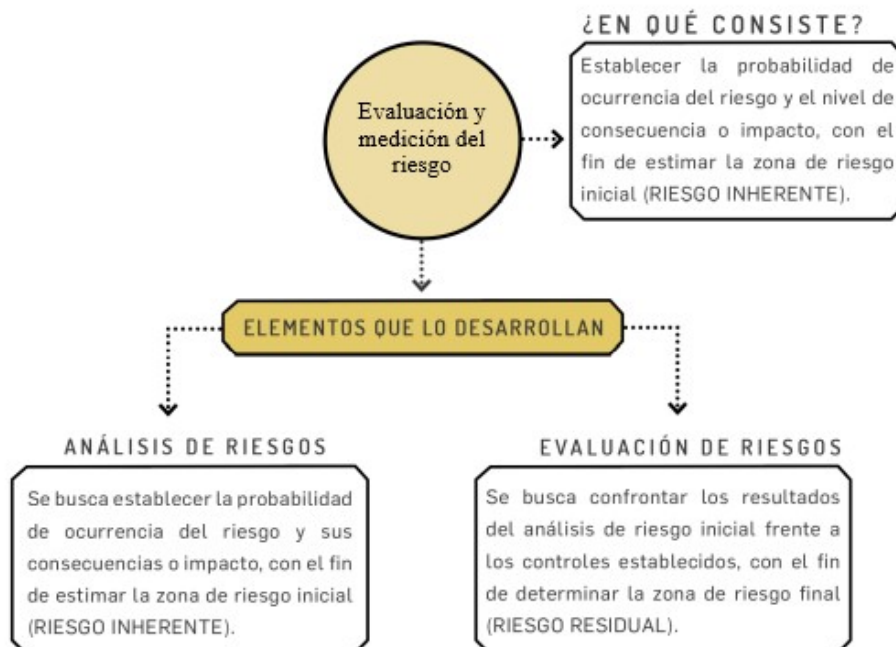 ¿EN QUÉ CONSISTE?
Establecer la probabilidad de
ocurrencia del riesgo y el nivel de
consecuencia o impacto, con el
fin de estimar la zona de riesgo
inicial (RIESGO INHERENTE).
Evaluación y
medición del
riesgo
ELEMENTOS QUE LO DESARROLLAN
ANÁLISIS DE RIESGOS
Se busca establecer la probabilidad
de ocurrencia del riesgo y sus
consecuencias o impacto, con el fin
de estimar la zona de riesgo inicial
(RIESGO INHERENTE).
EVALUACIÓN DE RIESGOS
Se busca confrontar los resultados
del análisis de riesgo inicial frente a
los controles establecidos, con el fin
de determinar la zona de riesgo final
(RIESGO RESIDUAL).